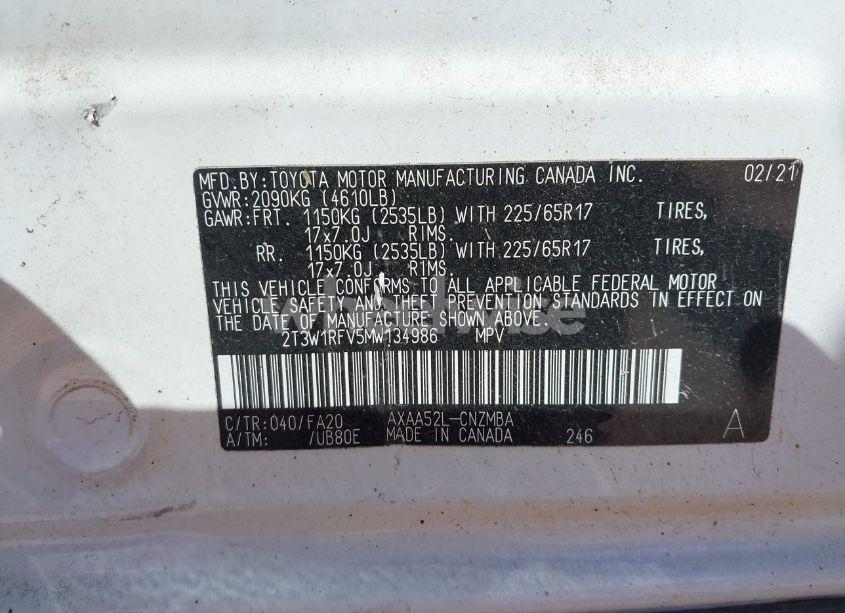 MFD.BY:TOYOTA MOTOR MANUFACTURING CANADA INC. 02/21
GVWR:2090KG (4610LB)
GAWR:FRT. 1150KG (2535LB) WITH 225/65R17 TIRES,
17x7.0J RIMS.
RR. 1150KG (2535LB) WITH 225/65R17 TIRES,
17x7.0J RIMS.
THIS VEHICLE CONFORMS TO ALL APPLICABLE FEDERAL MOTOR
VEHICLE SAFETY AND THEFT PREVENTION STANDARDS IN EFFECT ON
THE DATE OF MANUFACTURE SHOWN ABOVE.
2T3W1RFV5MW134986 MPV
C/TR:040/FA20 AXAA52L-CNZMBA
A/TM: /UB80E MADE IN CANADA 246 A